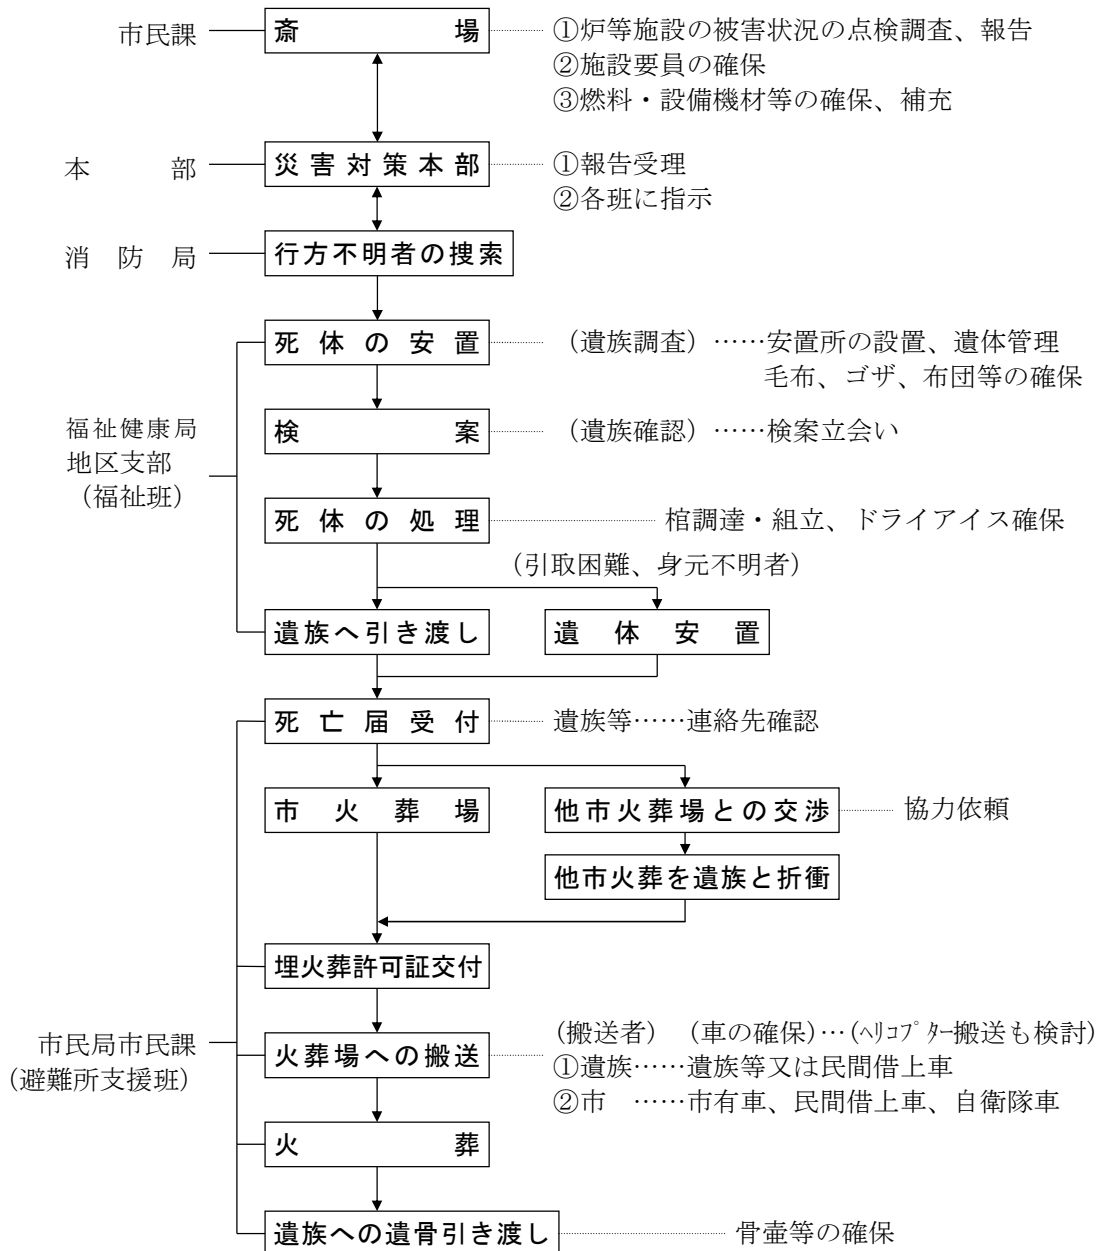 市民課 斎場 ①炉等施設の被害状況の点検調査、報告
②施設要員の確保
③燃料・設備機材等の確保、補充
本部 災害対策本部 ①報告受理
②各班に指示
消防局 行方不明者の捜索
死体の安置 (遺族調査)……安置所の設置、遺体管理
毛布、ゴザ、布団等の確保
福祉健康局
地区支部
(福祉班)
検案 (遺族確認)……検案立会い
死体の処理 棺調達・組立、ドライアイス確保
(引取困難、身元不明者)
遺族へ引き渡し 遺体安置
死亡届受付 遺族等……連絡先確認
市火葬場 他市火葬場との交渉 協力依頼
他市火葬を遺族と折衝
埋火葬許可証交付
市民局市民課
(避難所支援班)
火葬場への搬送 (搬送者) (車の確保)…(ヘリコプター搬送も検討)
①遺族……遺族等又は民間借上車
②市 ……市有車、民間借上車、自衛隊車
火葬
遺族への遺骨引き渡し 骨壷等の確保